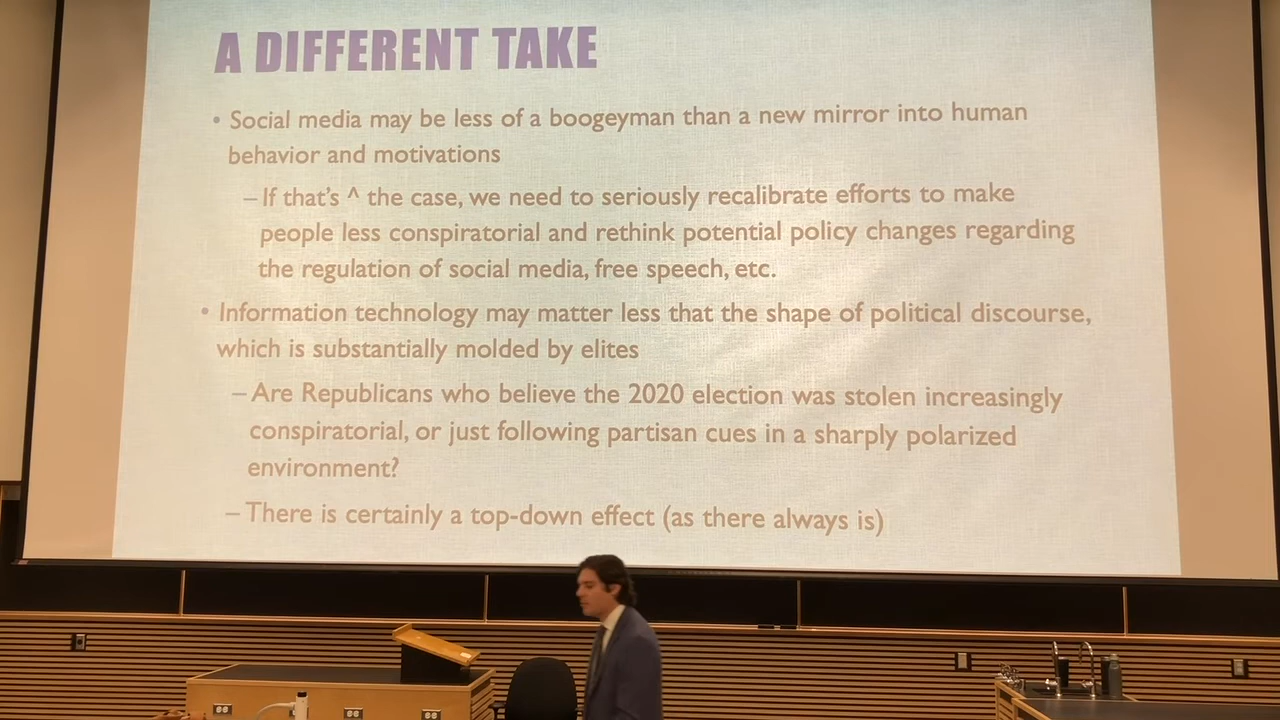 A DIFFERENT TAKE
• Social media may be less of a boogeyman than a new mirror into human
behavior and motivations
– If that's ^ the case, we need to seriously recalibrate efforts to make
people less conspiratorial and rethink potential policy changes regarding
the regulation of social media, free speech, etc.
• Information technology may matter less that the shape of political discourse,
which is substantially molded by elites
– Are Republicans who believe the 2020 election was stolen increasingly
conspiratorial, or just following partisan cues in a sharply polarized
environment?
– There is certainly a top-down effect (as there always is)